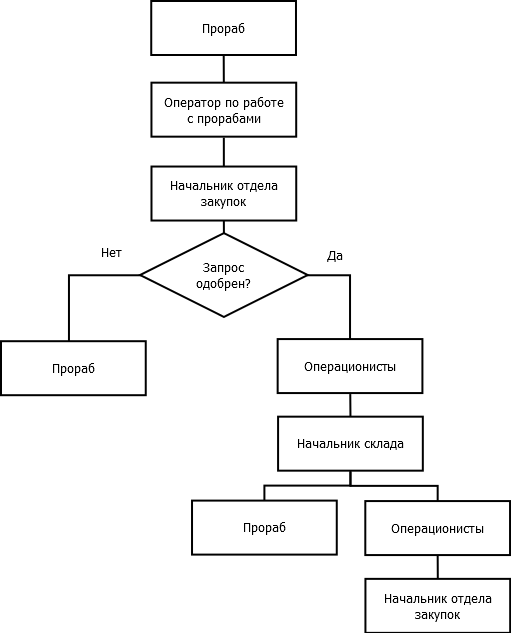 Прораб
Оператор по работе
с прорабами
Начальник отдела
закупок
Нет
Да
Запрос
одобрен?
Прораб
Операционисты
Начальник склада
Прораб
Операционисты
Начальник отдела
закупок